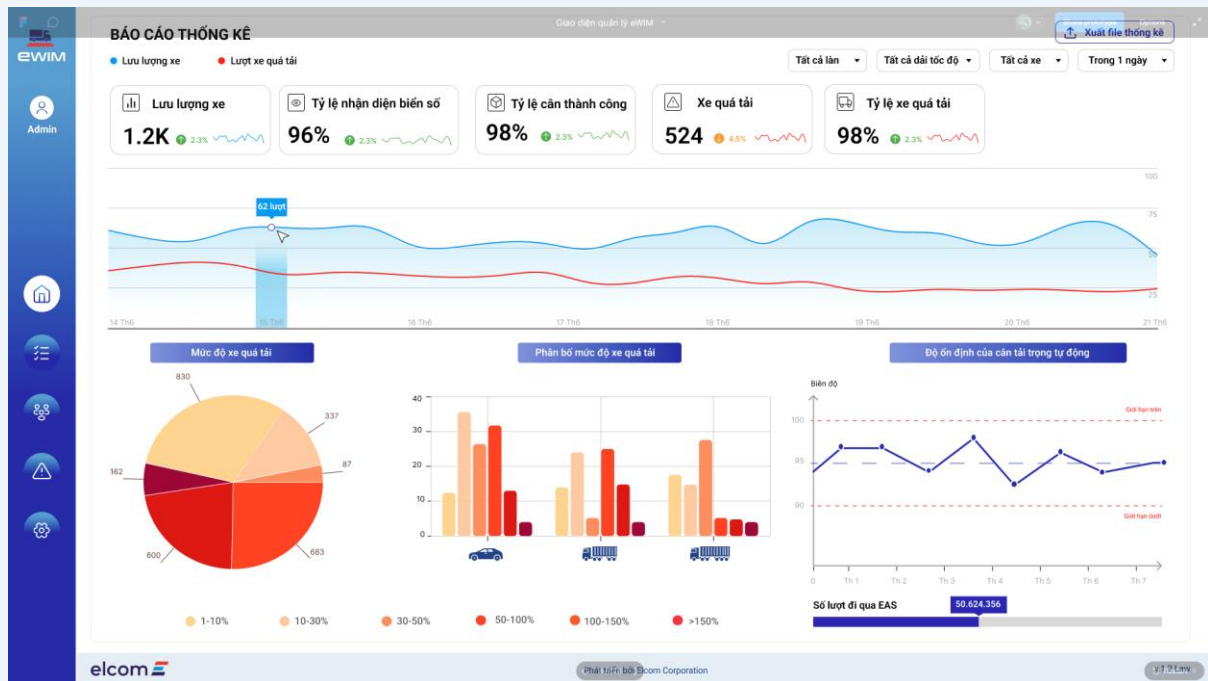 Giao diện quản lý eWIM
Options
BÁO CÁO THỐNG KÊ
Xuất file thống kê
eWIM
Admin
Lưu lượng xe
Lượt xe quá tải
Tất cả làn
Tất cả dải tốc độ
Tất cả xe
Trong 1 ngày
Lưu lượng xe
1.2K 2.3%
Tỷ lệ nhận diện biển số
96% 2.3%
Tỷ lệ cân thành công
98% 2.3%
Xe quá tải
524 4.5%
Tỷ lệ xe quá tải
98% 2.3%
100
75
50
25
62 lượt
14 Th6 15 Th6 16 Th6 17 Th6 18 Th6 19 Th6 20 Th6 21 Th6
Mức độ xe quá tải
830
337
87
162
600
683
Phân bố mức độ xe quá tải
40
30
20
10
0
1-10% 10-30% 30-50% 50-100% 100-150% >150%
Độ ổn định của cân tải trọng tự động
Biên độ
Giới hạn trên
100
95
90
Giới hạn dưới
0 Th 1 Th 2 Th 3 Th 4 Th 5 Th 6 Th 7
Số lượt đi qua EAS
50.624.356
elcom
Phát triển bởi Elcom Corporation